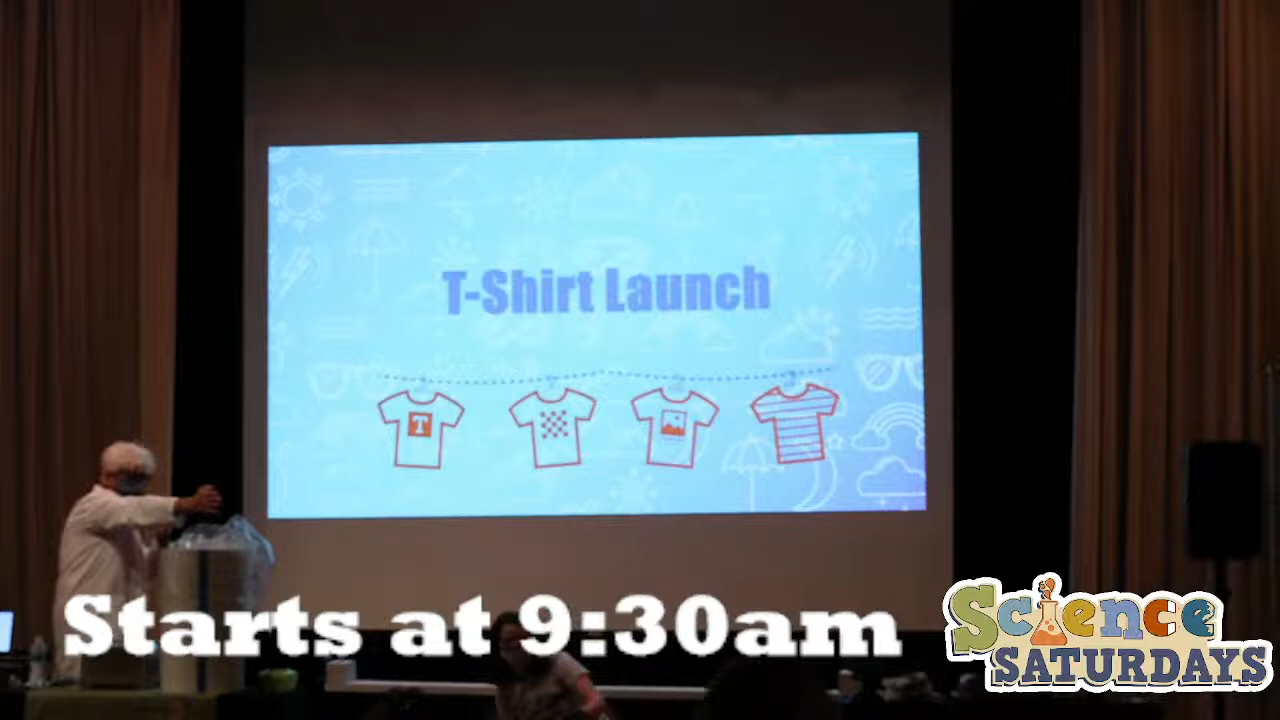 T-Shirt Launch
T
Starts at 9:30am
Science
SATURDAYS